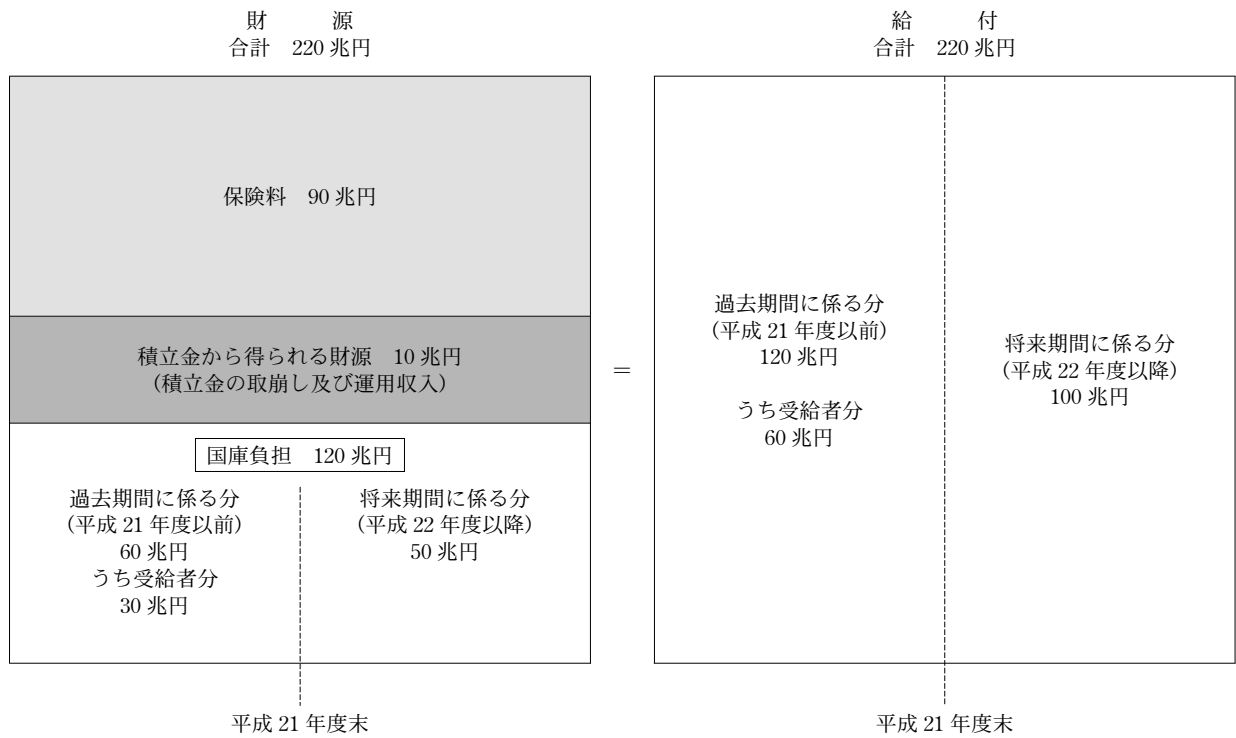 財　源
合計　220 兆円
保険料　90 兆円
積立金から得られる財源　10 兆円
（積立金の取崩し及び運用収入）
国庫負担　120 兆円
過去期間に係る分
（平成 21 年度以前）
60 兆円
うち受給者分
30 兆円
将来期間に係る分
（平成 22 年度以降）
50 兆円
平成 21 年度末
＝
給　付
合計　220 兆円
過去期間に係る分
（平成 21 年度以前）
120 兆円
うち受給者分
60 兆円
将来期間に係る分
（平成 22 年度以降）
100 兆円
平成 21 年度末